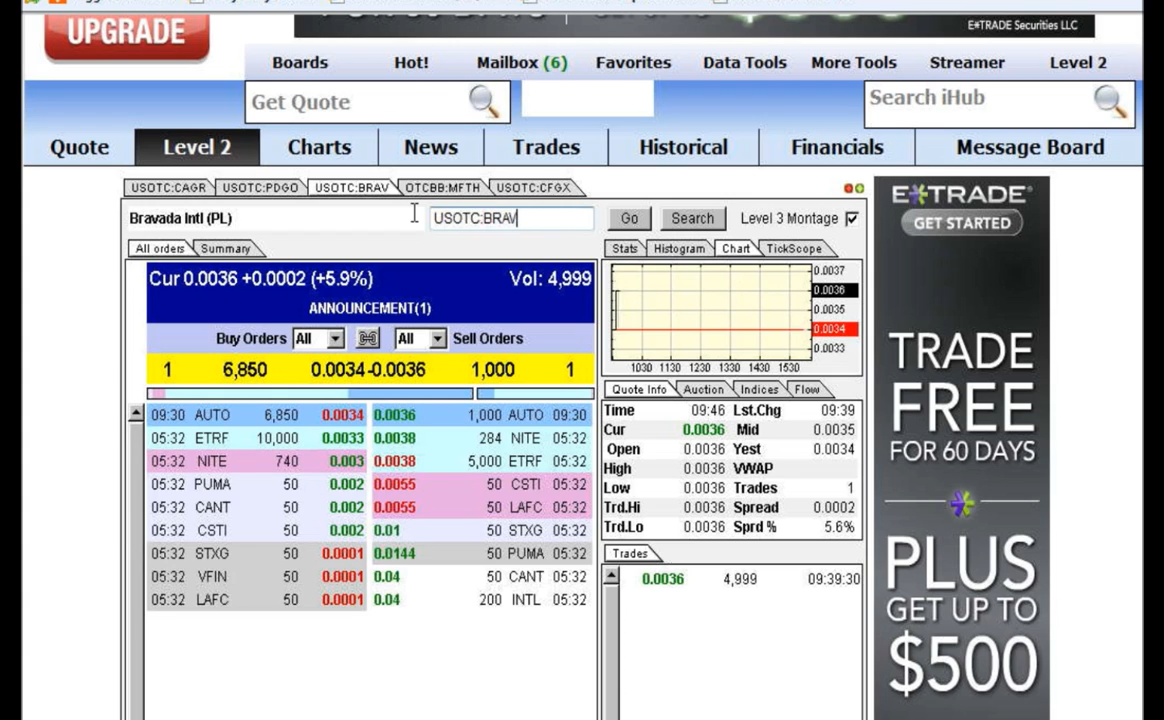 UPGRADE
E*TRADE Securities LLC
Boards Hot! Mailbox (6) Favorites Data Tools More Tools Streamer Level 2
Get Quote Search iHub
Quote Level 2 Charts News Trades Historical Financials Message Board
USOTC:CAGR USOTC:PDGO USOTC:BRAV OTCBB:MFTH USOTC:CFGX
Bravada Intl (PL) USOTC:BRAV Go Search Level 3 Montage
All orders Summary
Cur 0.0036 +0.0002 (+5.9%) Vol: 4,999
ANNOUNCEMENT(1)
Buy Orders All All Sell Orders
1 6,850 0.0034-0.0036 1,000 1
09:30 AUTO 6,850 0.0034 0.0036 1,000 AUTO 09:30
05:32 ETRF 10,000 0.0033 0.0038 284 NITE 05:32
05:32 NITE 740 0.003 0.0038 5,000 ETRF 05:32
05:32 PUMA 50 0.002 0.0055 50 CSTI 05:32
05:32 CANT 50 0.002 0.0055 50 LAFC 05:32
05:32 CSTI 50 0.002 0.01 50 STXG 05:32
05:32 STXG 50 0.0001 0.0144 50 PUMA 05:32
05:32 VFIN 50 0.0001 0.04 50 CANT 05:32
05:32 LAFC 50 0.0001 0.04 200 INTL 05:32
Stats Histogram Chart TickScope
0.0037
0.0036
0.0035
0.0034
0.0033
1030 1130 1230 1330 1430 1530
Quote Info Auction Indices Flow
Time 09:46 Lst.Chg 09:39
Cur 0.0036 Mid 0.0035
Open 0.0036 Yest 0.0034
High 0.0036 VWAP
Low 0.0036 Trades 1
Trd.Hi 0.0036 Spread 0.0002
Trd.Lo 0.0036 Sprd % 5.6%
Trades
0.0036 4,999 09:39:30
E*TRADE
GET STARTED
TRADE
FREE
FOR 60 DAYS
PLUS
GET UP TO
$500